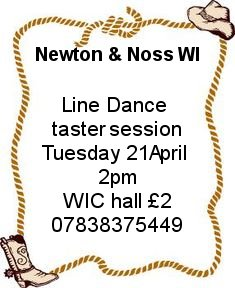 Newton & Noss WI
Line Dance
taster session
Tuesday 21April
2pm
WIC hall £2
07838375449